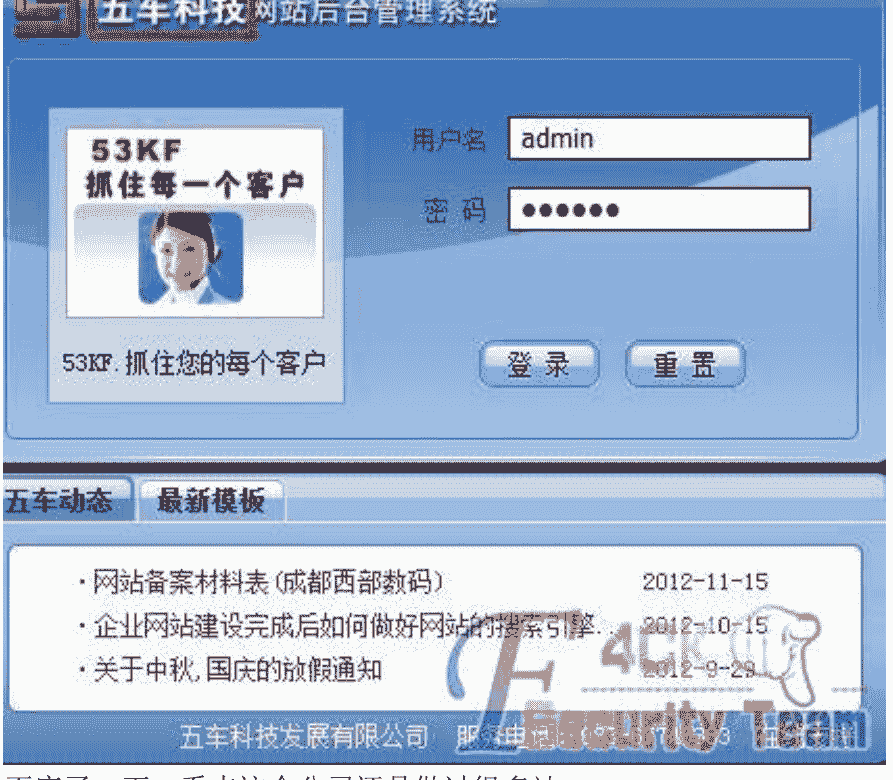 五车科技网站后台管理系统
53KF
抓住每一个客户
用户名 admin
密 码 ●●●●●●
53KF.抓住您的每个客户
登 录 重 置
五车动态 最新模板
·网站备案材料表(成都西部数码) 2012-11-15
·企业网站建设完成后如何做好网站的搜索引擎.. 2012-10-15
·关于中秋,国庆的放假通知 2012-9-29
五车科技发展有限公司
F4CK
Security Team